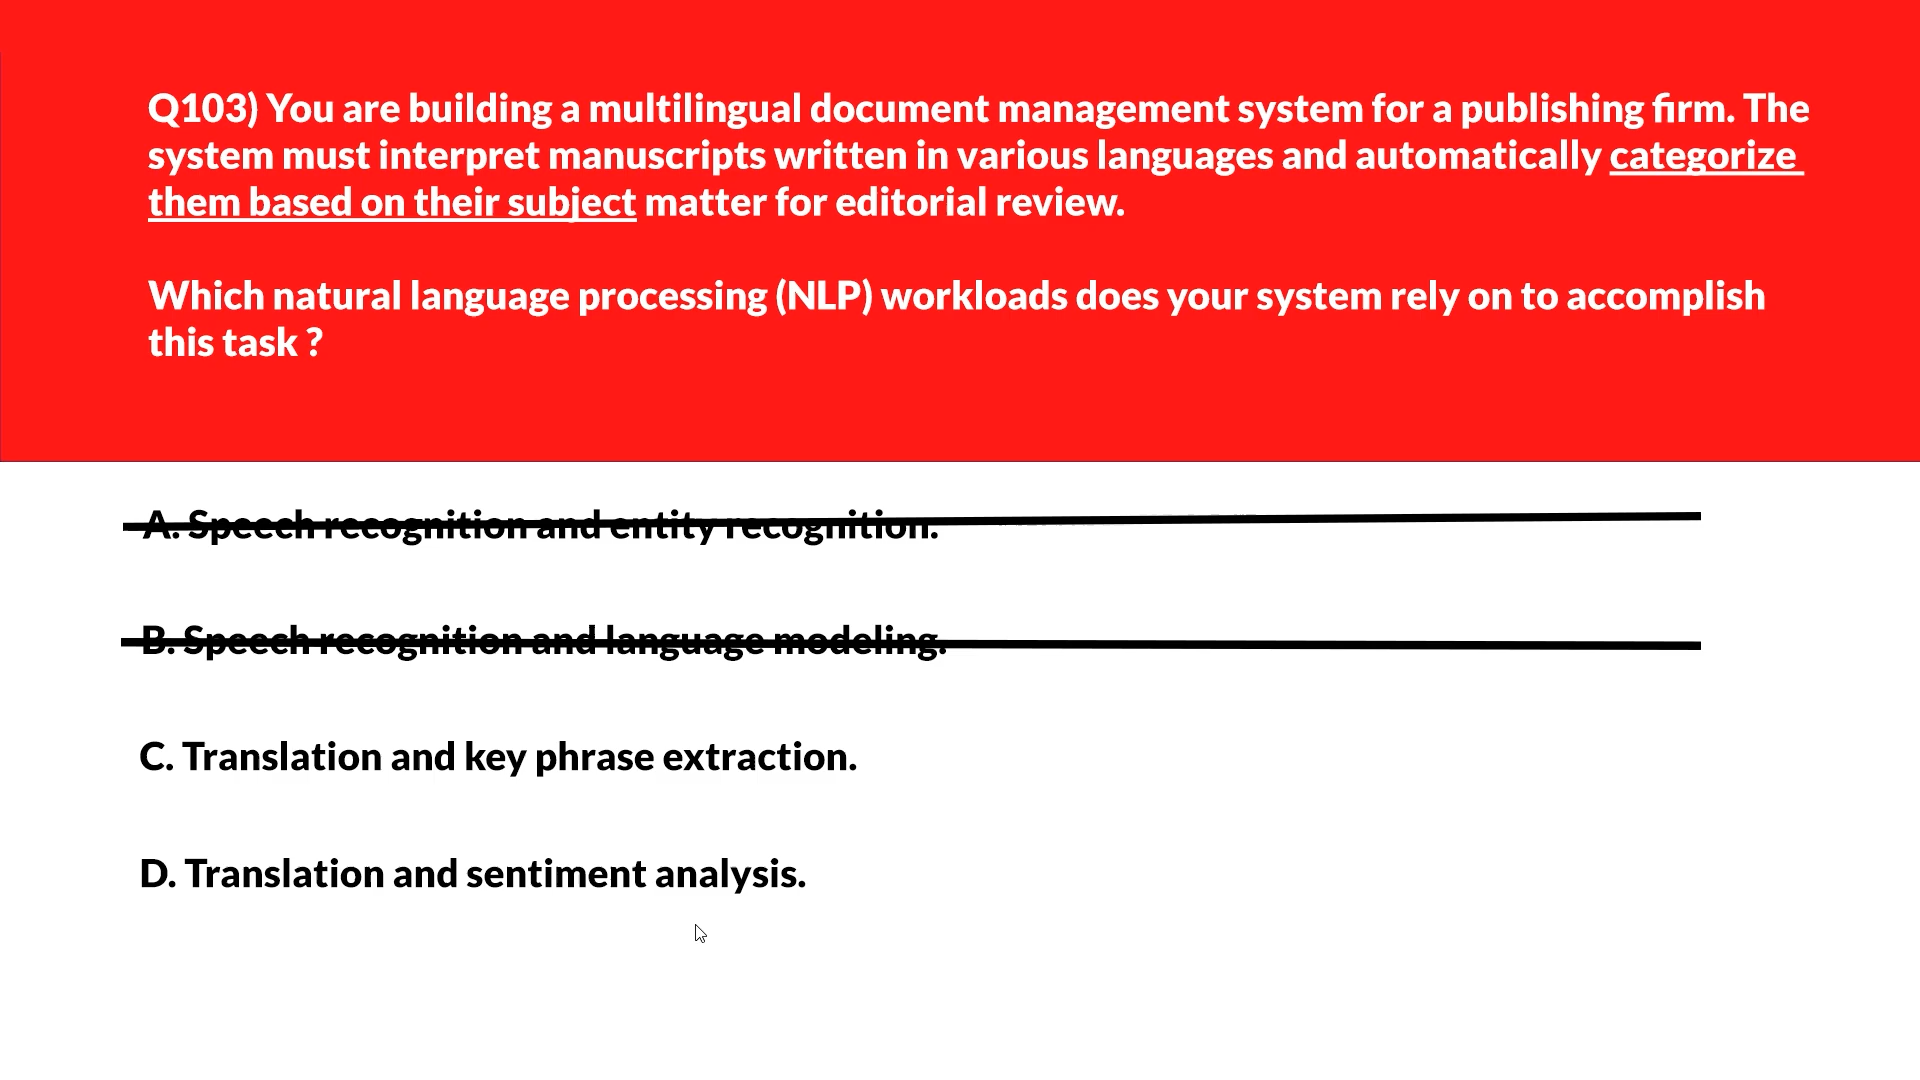 Q103) You are building a multilingual document management system for a publishing firm. The
system must interpret manuscripts written in various languages and automatically categorize
them based on their subject matter for editorial review.
Which natural language processing (NLP) workloads does your system rely on to accomplish
this task ?
A. Speech recognition and entity recognition.
B. Speech recognition and language modeling.
C. Translation and key phrase extraction.
D. Translation and sentiment analysis.